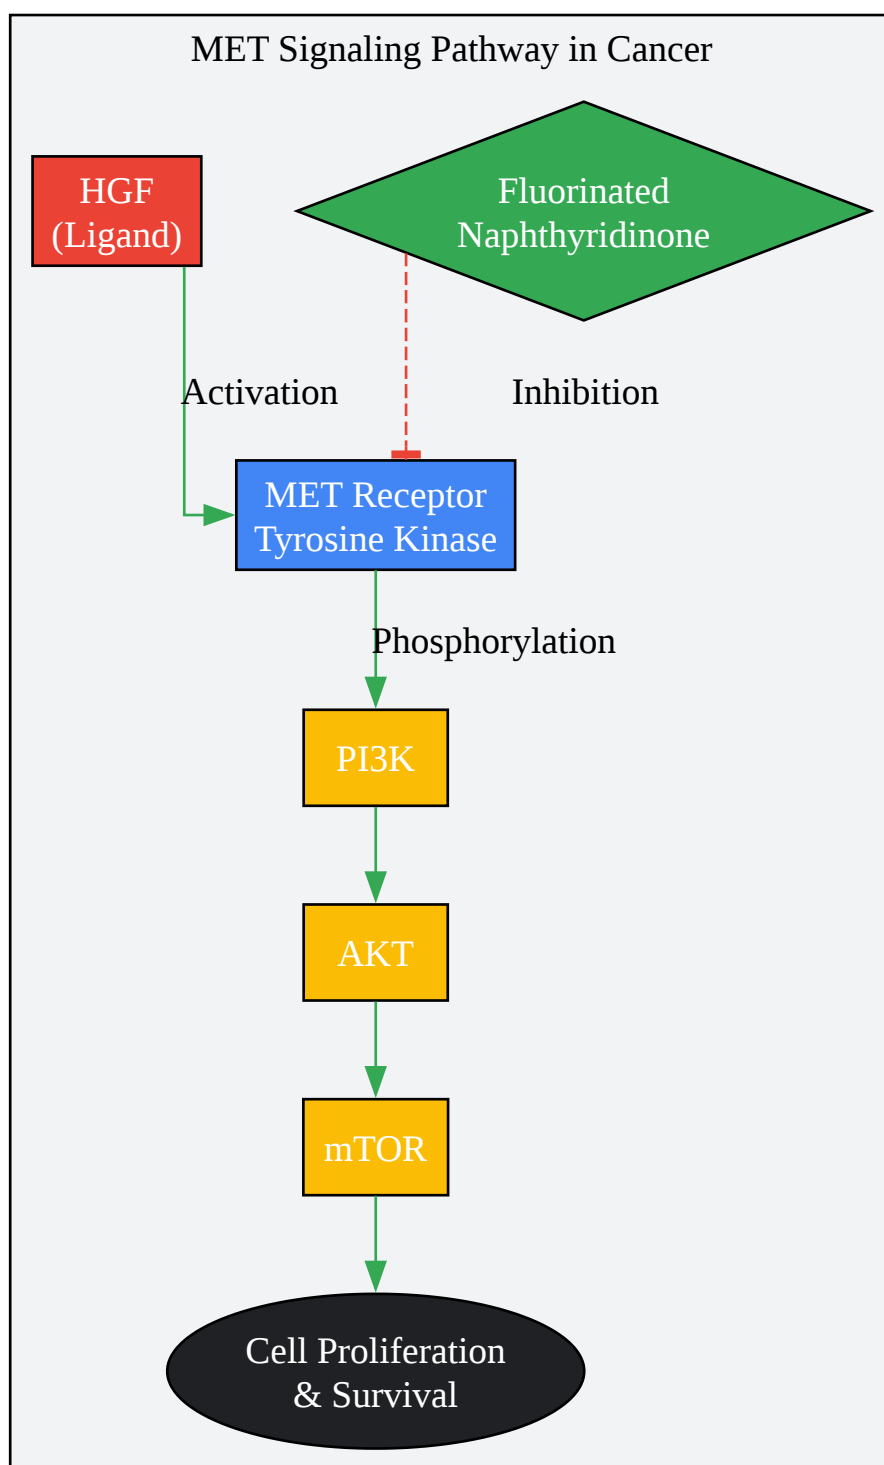 MET Signaling Pathway in Cancer
HGF
(Ligand)
Fluorinated
Naphthyridinone
Activation
Inhibition
MET Receptor
Tyrosine Kinase
Phosphorylation
PI3K
AKT
mTOR
Cell Proliferation
& Survival